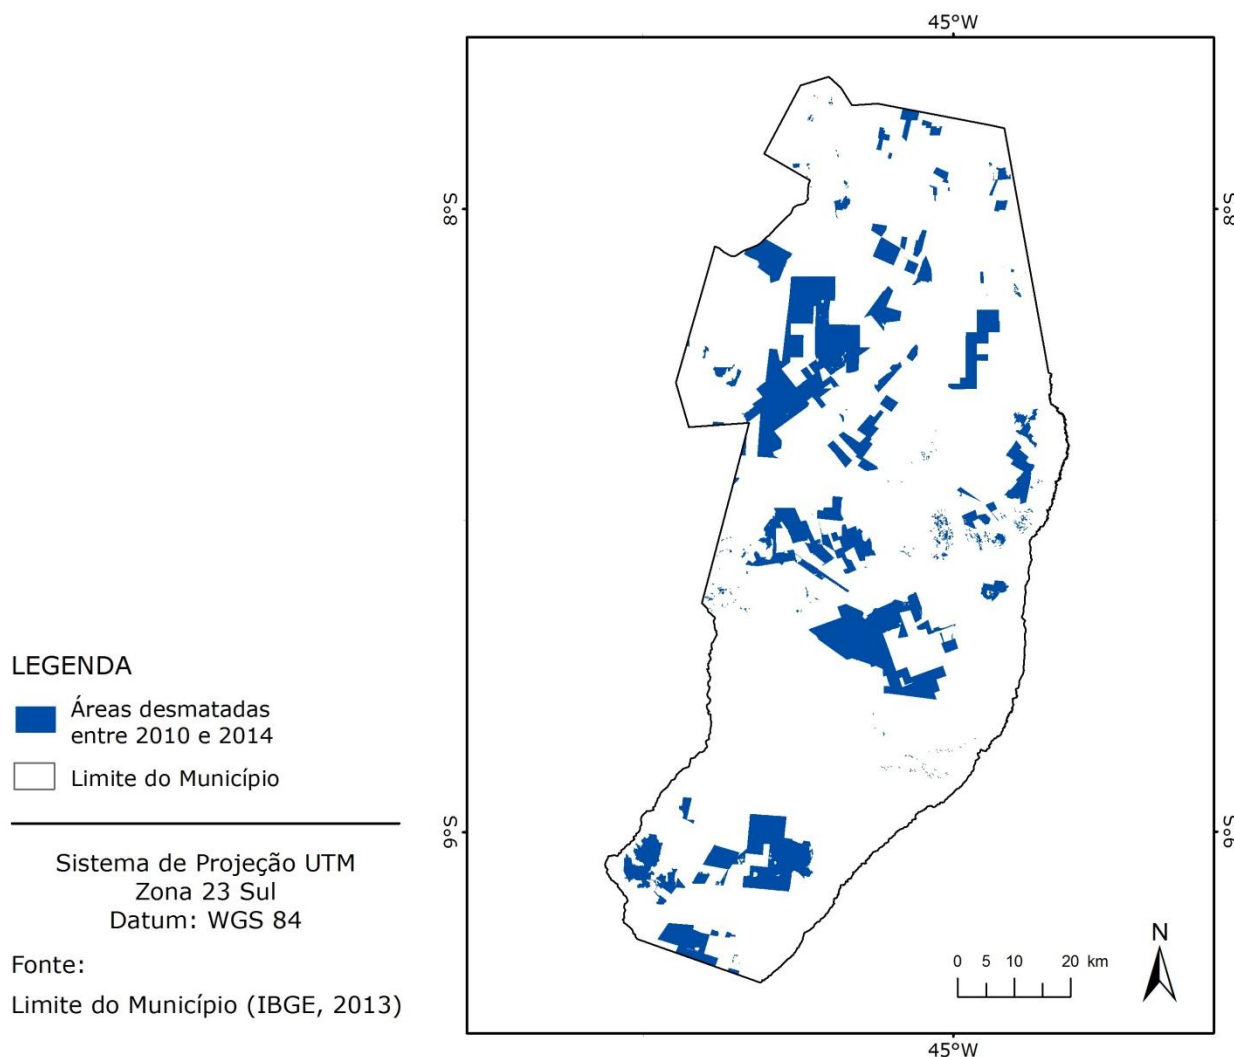 45°W
8°S
8°S
LEGENDA
Áreas desmatadas
entre 2010 e 2014
Limite do Município
Sistema de Projeção UTM
Zona 23 Sul
Datum: WGS 84
Fonte:
Limite do Município (IBGE, 2013)
9°S
9°S
N
0 5 10 20 km
45°W